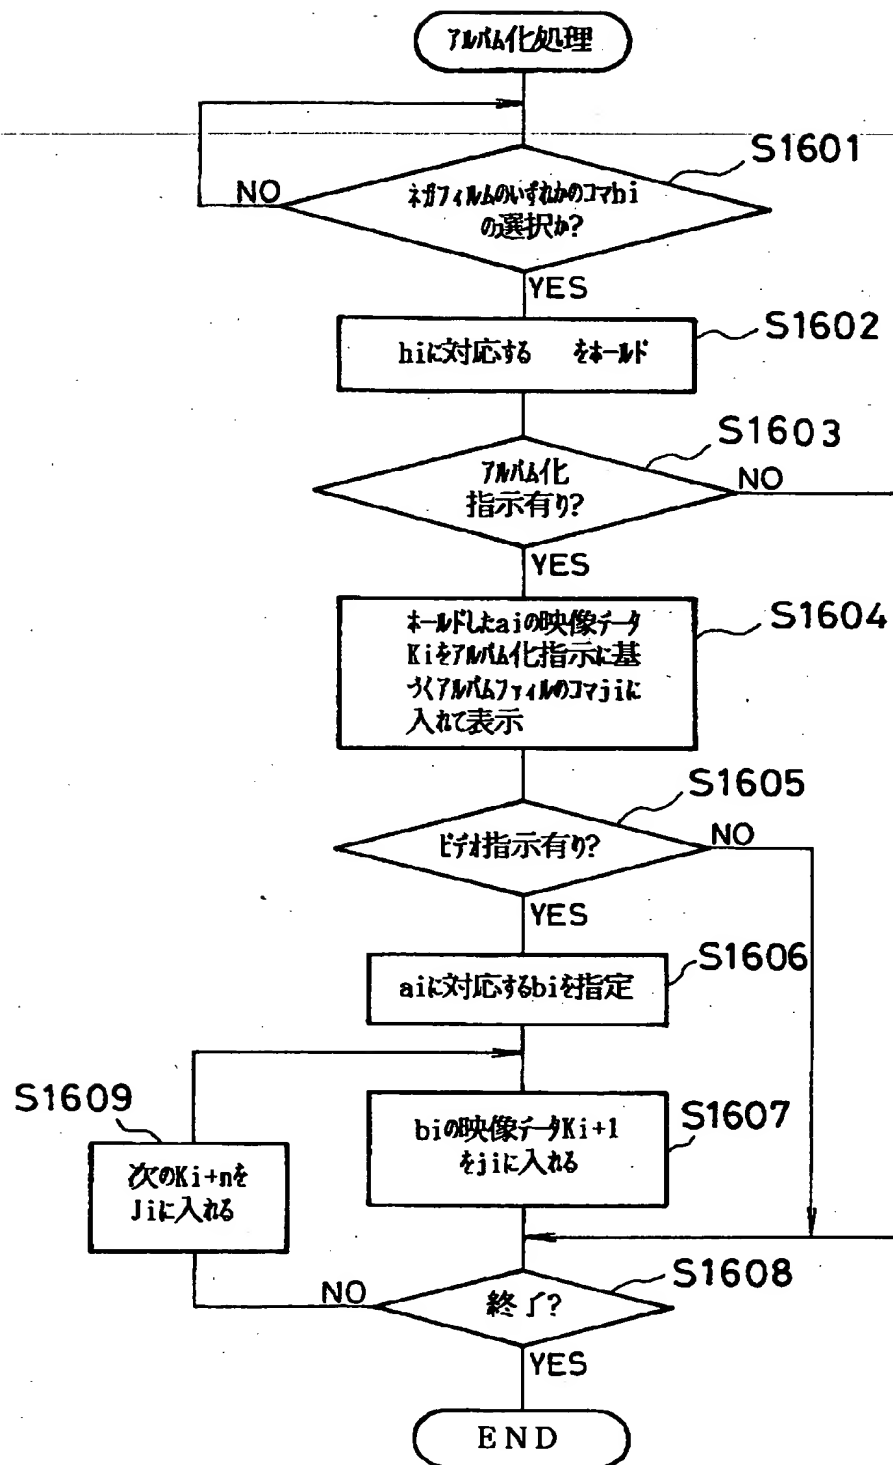 アルバム化処理
S1601
NO
ネガフィルムのいずれかのコマhi
の選択か?
YES
S1602
hiに対応する をホールド
S1603
アルバム化
指示有り?
NO
YES
S1604
ホールドしたaiの映像データ
Kiをアルバム化指示に基
づくアルバムファイルのコマjiに
入れて表示
S1605
ビデオ指示有り?
NO
YES
S1606
aiに対応するbiを指定
S1609
次のKi+nを
Jiに入れる
S1607
biの映像データKi+1
をjiに入れる
S1608
終了?
NO
YES
END